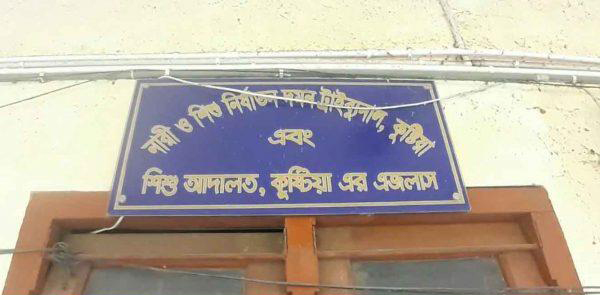 নারী ও শিশু নির্যাতন দমন ট্রাইব্যুনাল, কুষ্টিয়া
এবং
শিশু আদালত, কুষ্টিয়া এর এজলাস